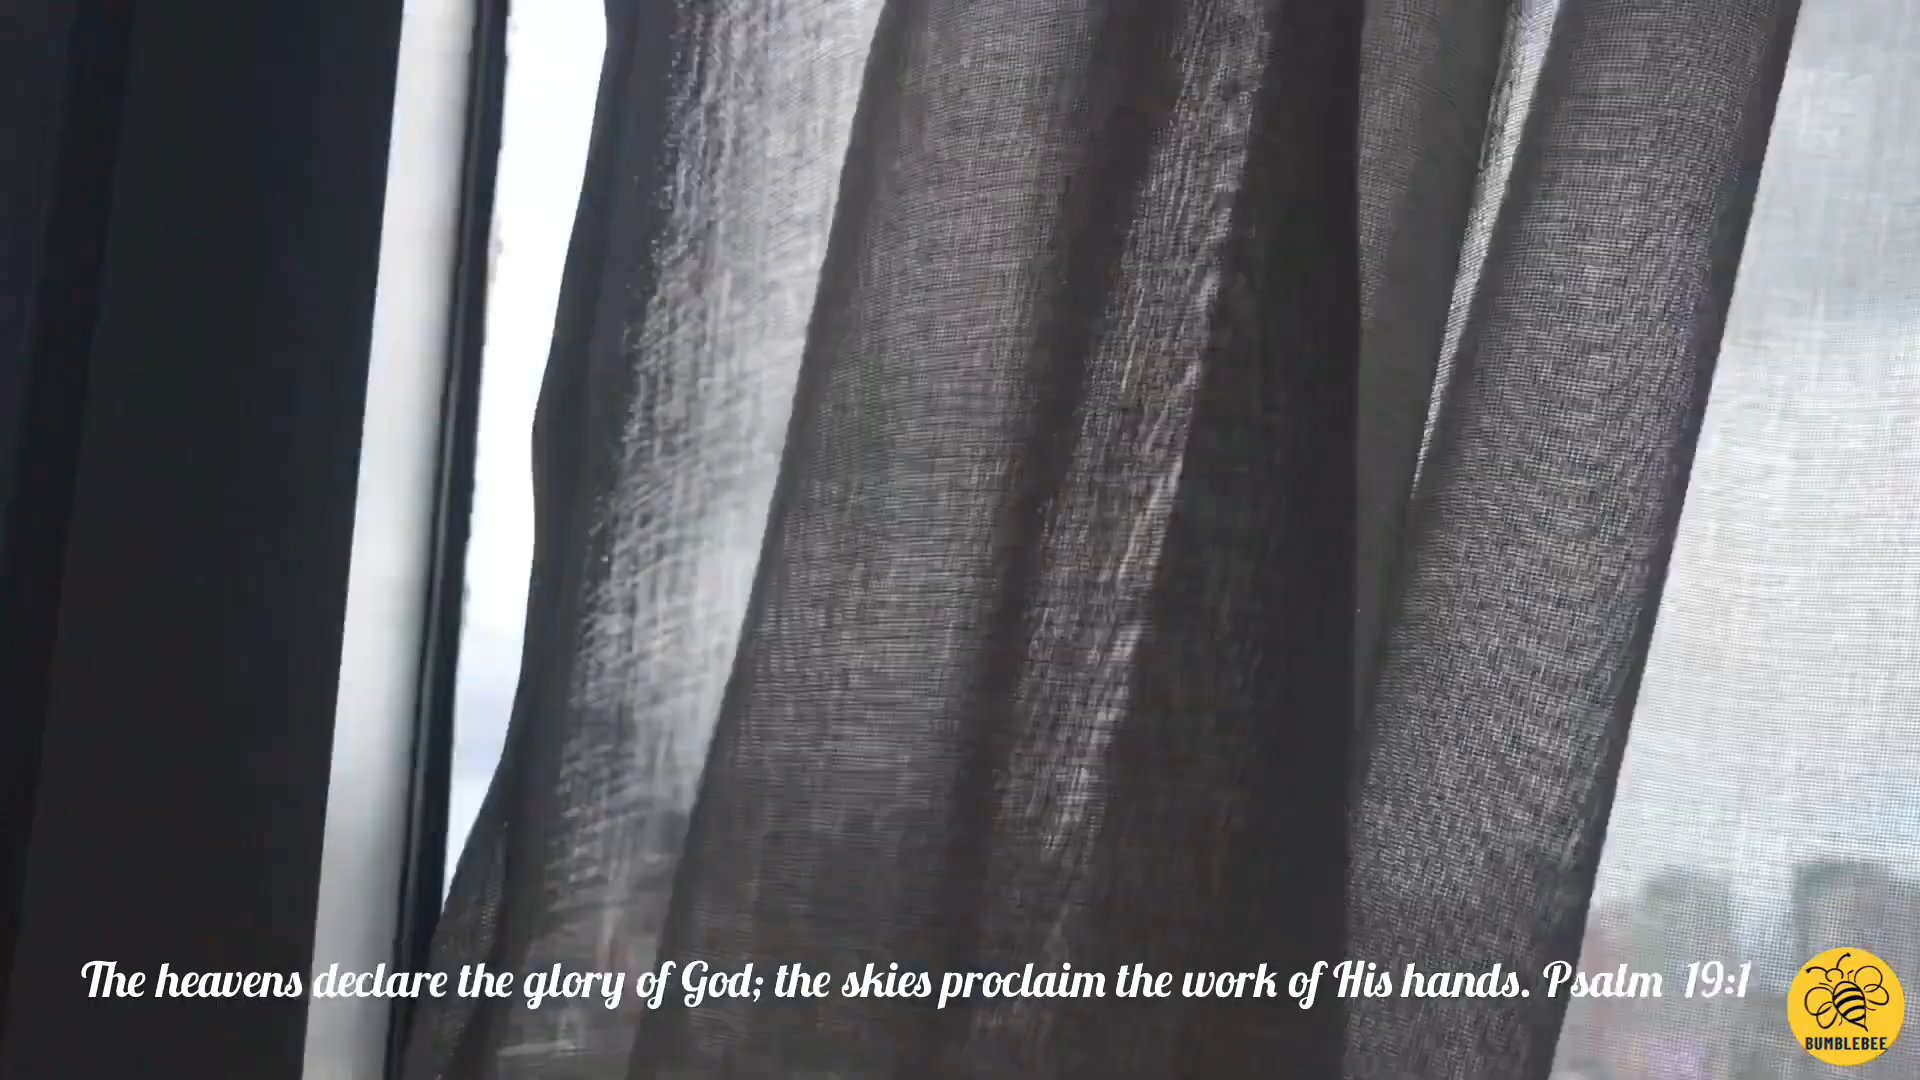 The heavens declare the glory of God; the skies proclaim the work of His hands. Psalm 19:1
BUMBLEBEE